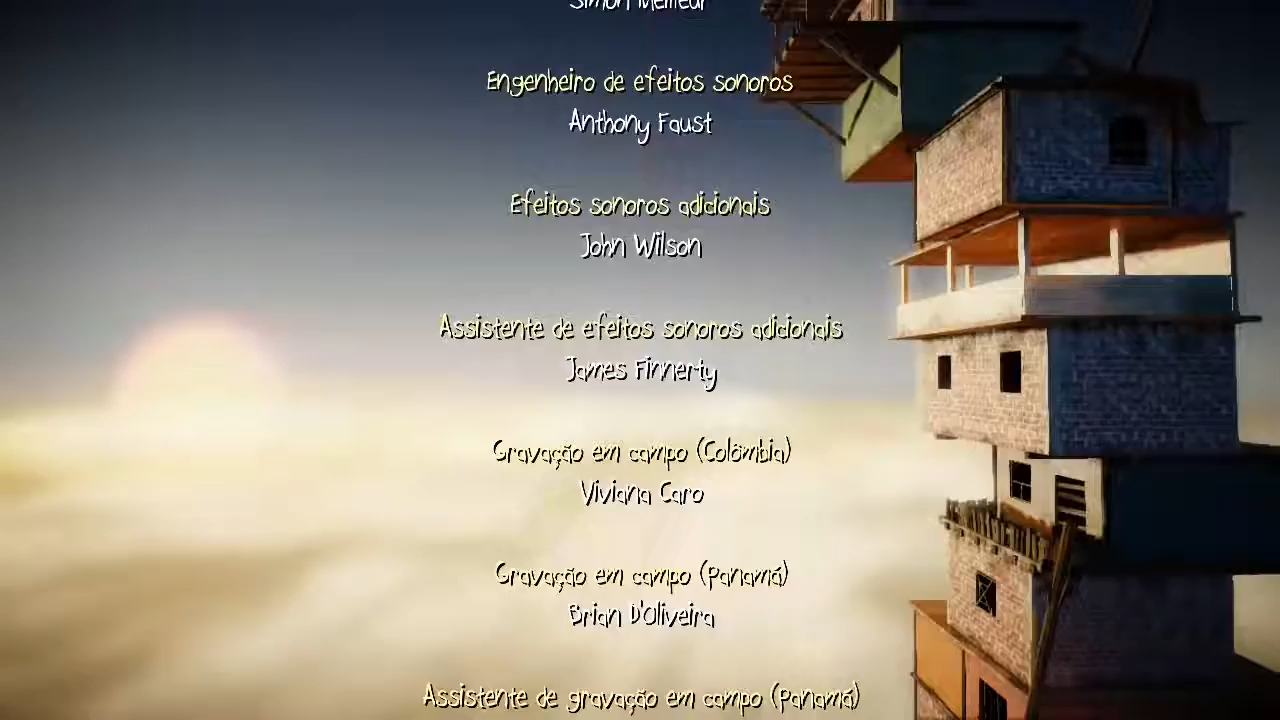 Engenheiro de efeitos sonoros
Anthony Faust
Efeitos sonoros adicionais
John Wilson
Assistente de efeitos sonoros adicionais
James Finnerty
Gravação em campo (Colômbia)
Viviana Caro
Gravação em campo (Panamá)
Brian D'Oliveira
Assistente de gravação em campo (Panamá)